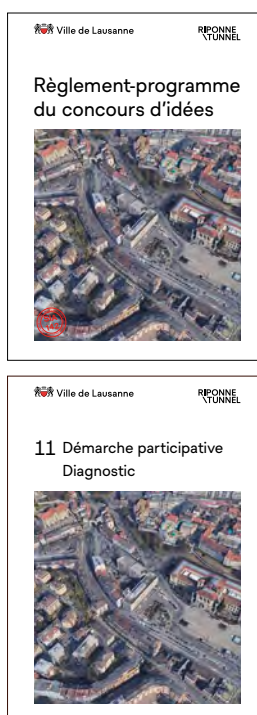 Ville de Lausanne
RIPONNE
\TUNNEL
Règlement-programme
du concours d'idées
Ville de Lausanne
RIPONNE
\TUNNEL
11 Démarche participative
Diagnostic